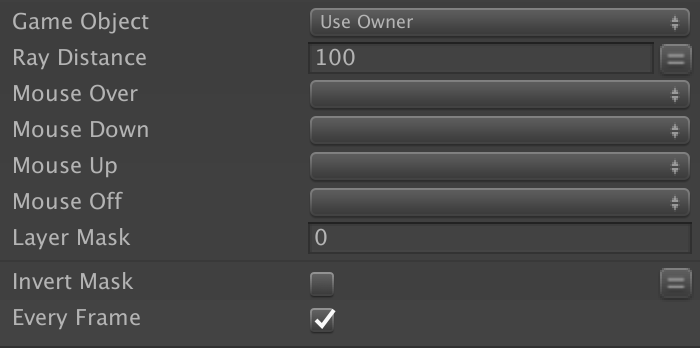 Game Object Use Owner
Ray Distance 100
Mouse Over
Mouse Down
Mouse Up
Mouse Off
Layer Mask 0
Invert Mask
Every Frame